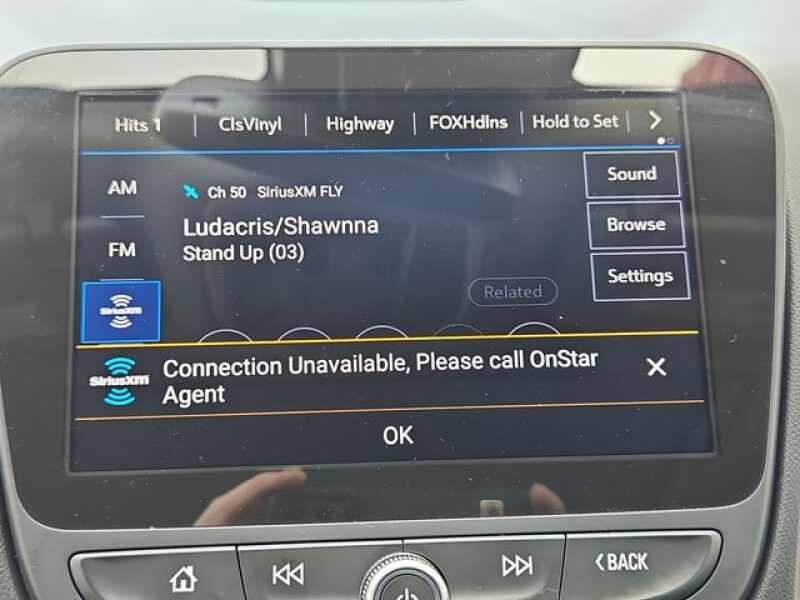 Hits 1 ClsVinyl Highway FOXHdlns Hold to Set >
AM
Ch 50 SiriusXM FLY
Sound
Ludacris/Shawnna
Browse
FM
Stand Up (03)
Settings
Related
SiriusXM
SiriusXM
Connection Unavailable, Please call OnStar
Agent
OK
<BACK